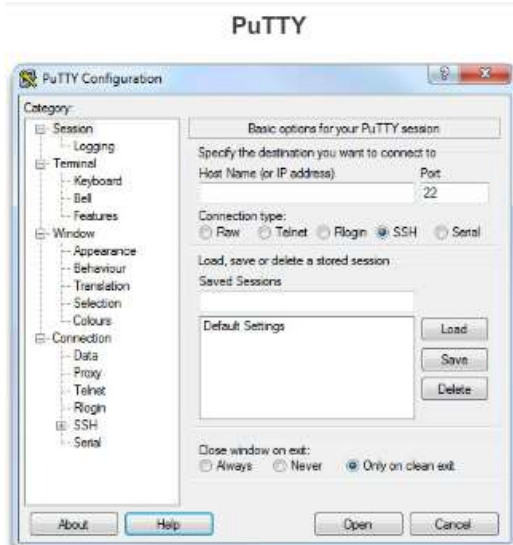 PuTTY
PuTTY Configuration
Category:
Session
Logging
Terminal
Keyboard
Bell
Features
Window
Appearance
Behaviour
Translation
Selection
Colours
Connection
Data
Proxy
Telnet
Rlogin
SSH
Serial
Basic options for your PuTTY session
Specify the destination you want to connect to
Host Name (or IP address) Port
22
Connection type:
Raw Telnet Rlogin SSH Serial
Load, save or delete a stored session
Saved Sessions
Default Settings
Load
Save
Delete
Close window on exit:
Always Never Only on clean exit
About Help Open Cancel